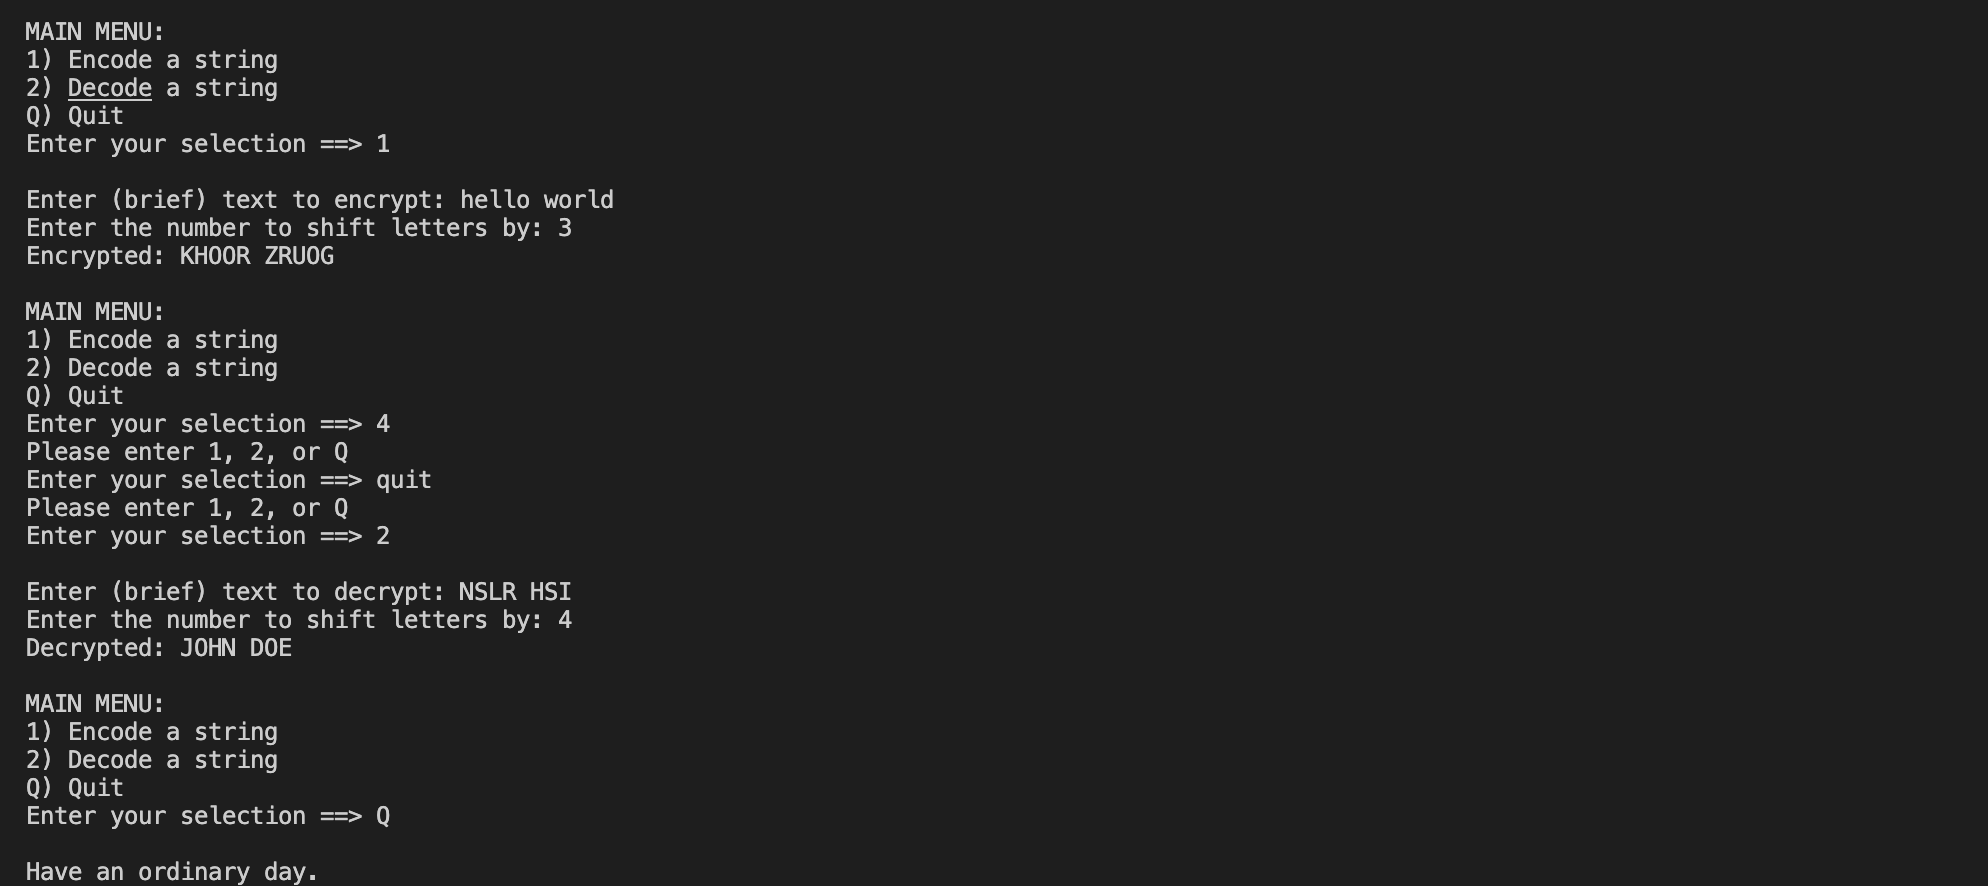 MAIN MENU:
1) Encode a string
2) Decode a string
Q) Quit
Enter your selection ==> 1
Enter (brief) text to encrypt: hello world
Enter the number to shift letters by: 3
Encrypted: KHOOR ZRUOG
MAIN MENU:
1) Encode a string
2) Decode a string
Q) Quit
Enter your selection ==> 4
Please enter 1, 2, or Q
Enter your selection ==> quit
Please enter 1, 2, or Q
Enter your selection ==> 2
Enter (brief) text to decrypt: NSLR HSI
Enter the number to shift letters by: 4
Decrypted: JOHN DOE
MAIN MENU:
1) Encode a string
2) Decode a string
Q) Quit
Enter your selection ==> Q
Have an ordinary day.